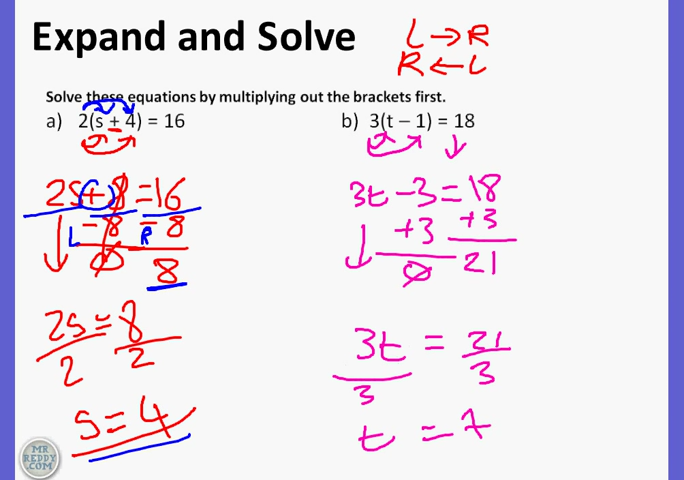 Expand and Solve
L → R
R ← L
Solve these equations by multiplying out the brackets first.
a) 2(s + 4) = 16
b) 3(t − 1) = 18
2s + 8 = 16
L − 8 = R − 8
0 8
2s = 8
2 2
s = 4
3t − 3 = 18
+3 +3
0 21
3t = 21
3 3
t = 7
MR
REDDY
.COM